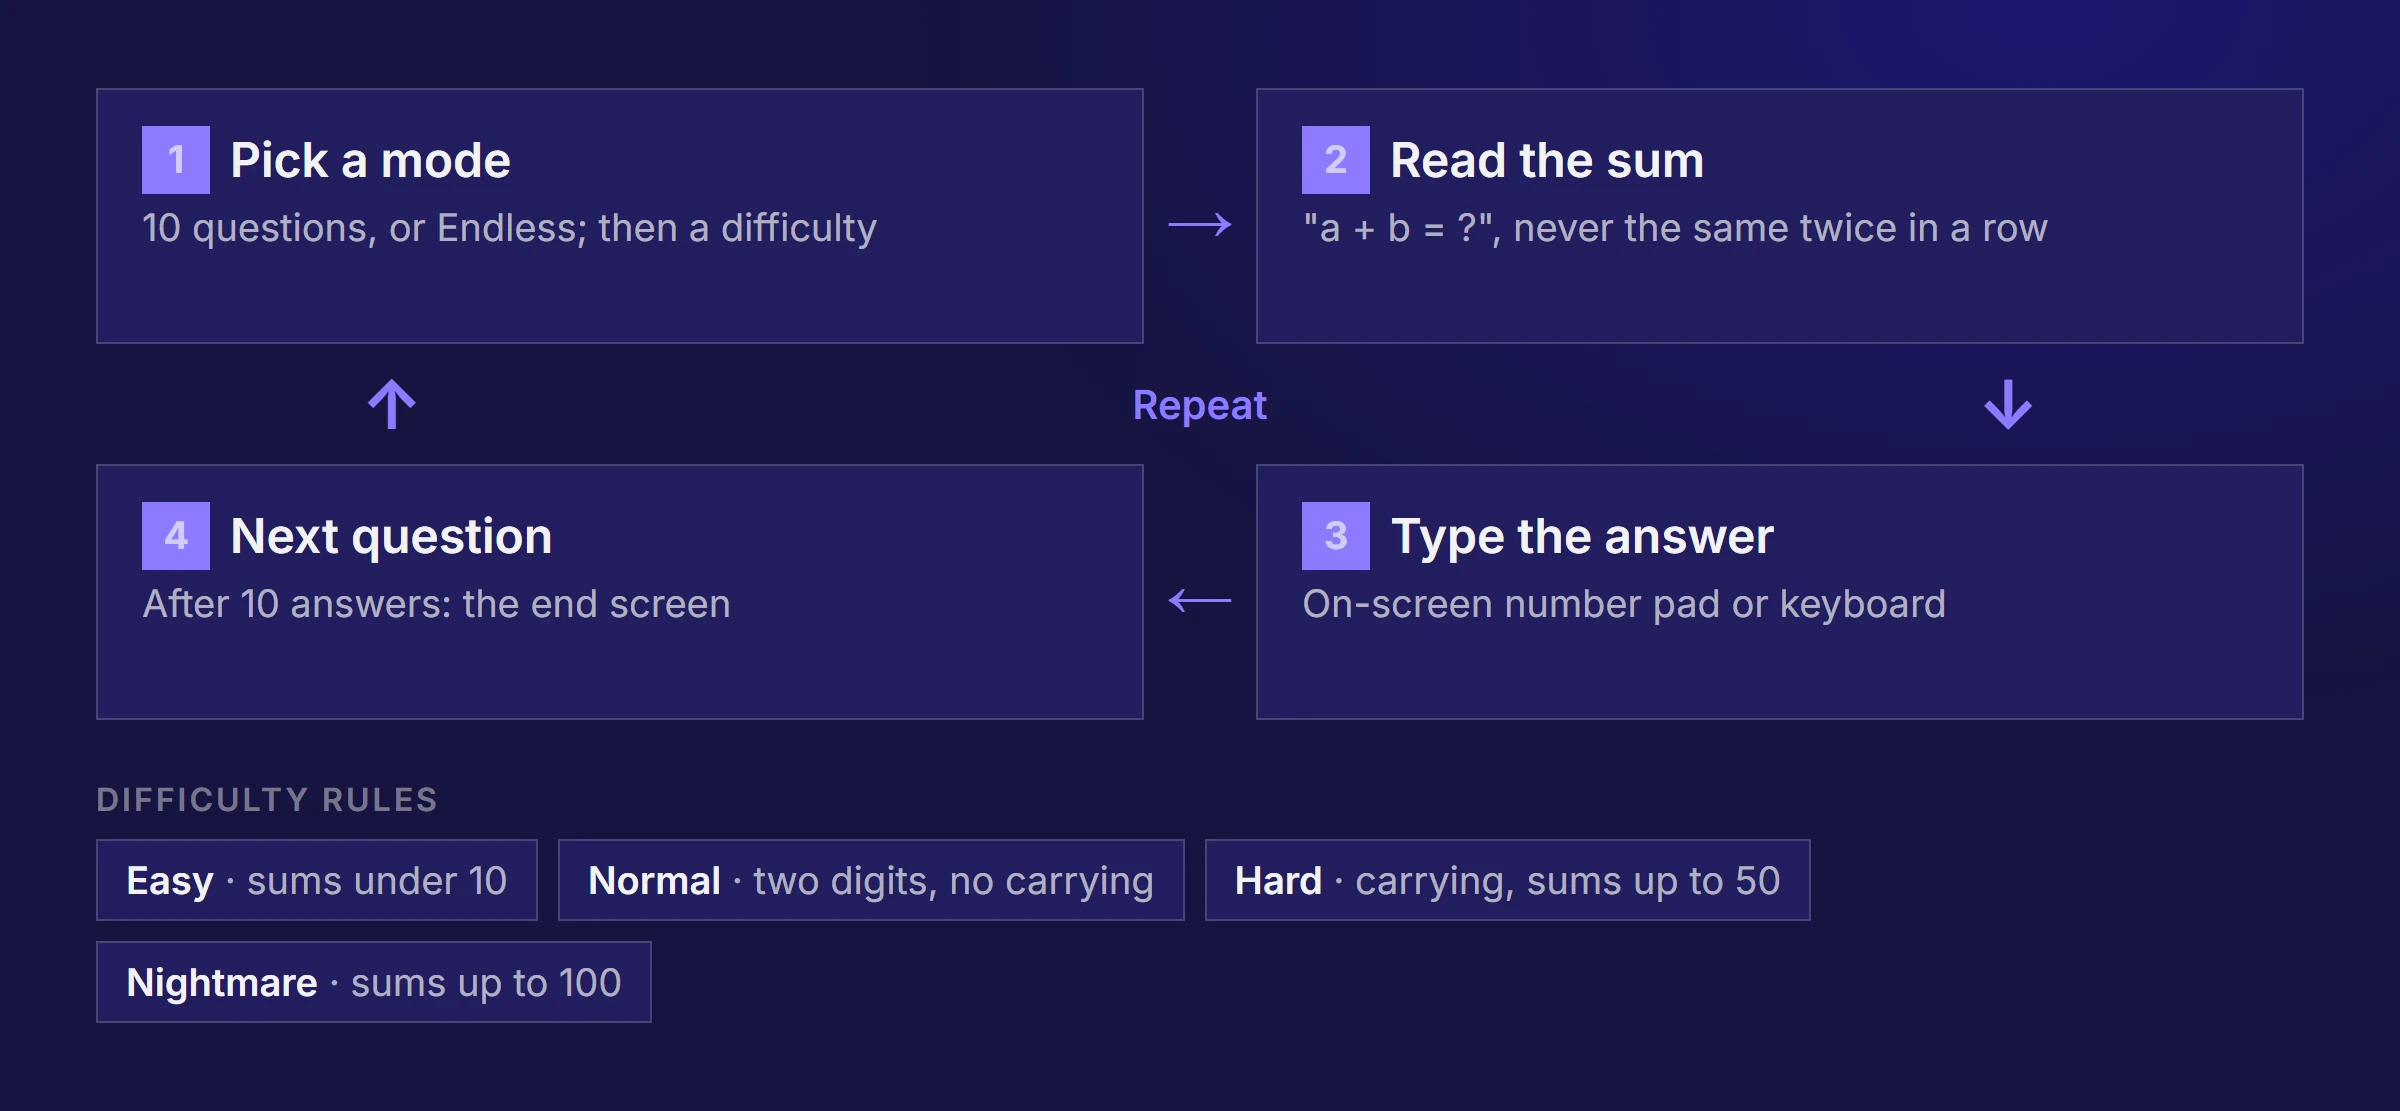 1 Pick a mode
10 questions, or Endless; then a difficulty
→
2 Read the sum
"a + b = ?", never the same twice in a row
↑ Repeat ↓
4 Next question
After 10 answers: the end screen
←
3 Type the answer
On-screen number pad or keyboard
DIFFICULTY RULES
Easy · sums under 10
Normal · two digits, no carrying
Hard · carrying, sums up to 50
Nightmare · sums up to 100